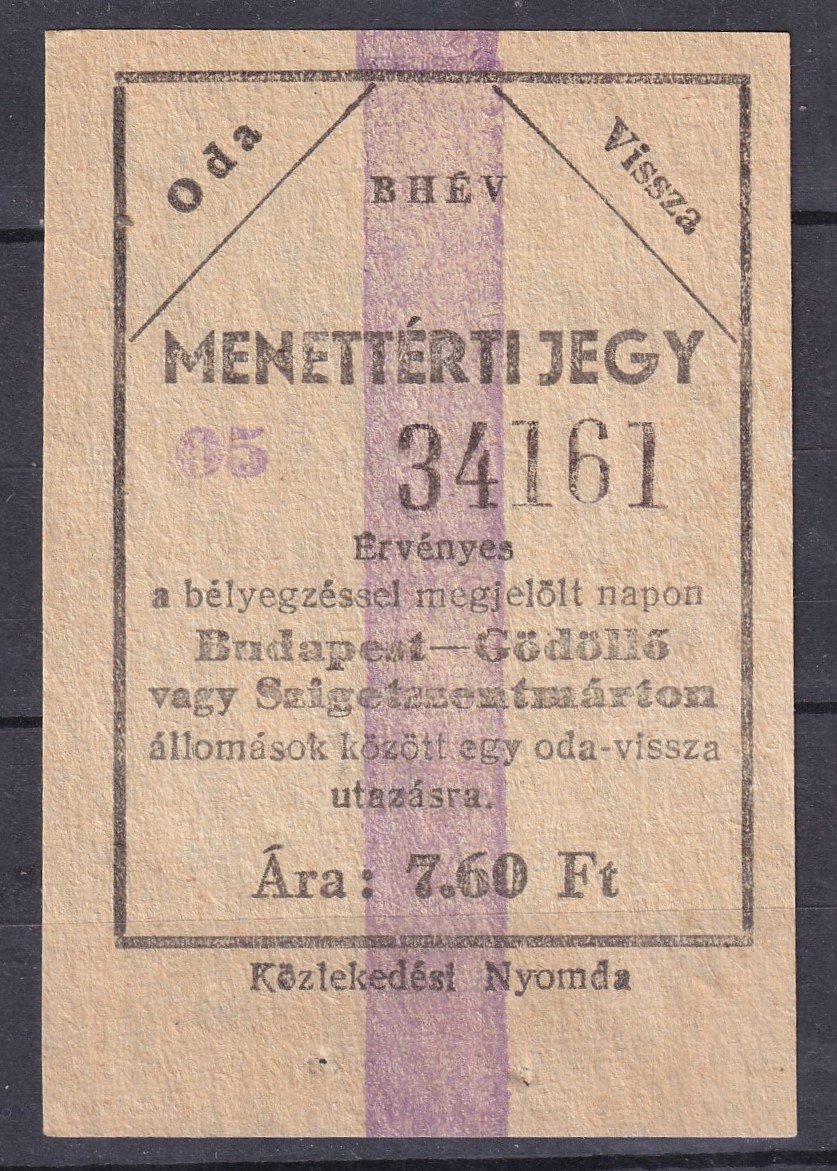 Oda
Vissza
BHÉV
MENETTÉRTI JEGY
65 34161
Érvényes
a bélyegzéssel megjelölt napon
Budapest—Gödöllő
vagy Szigetszentmárton
állomások között egy oda-vissza
utazásra.
Ára: 7.60 Ft
Közlekedési Nyomda